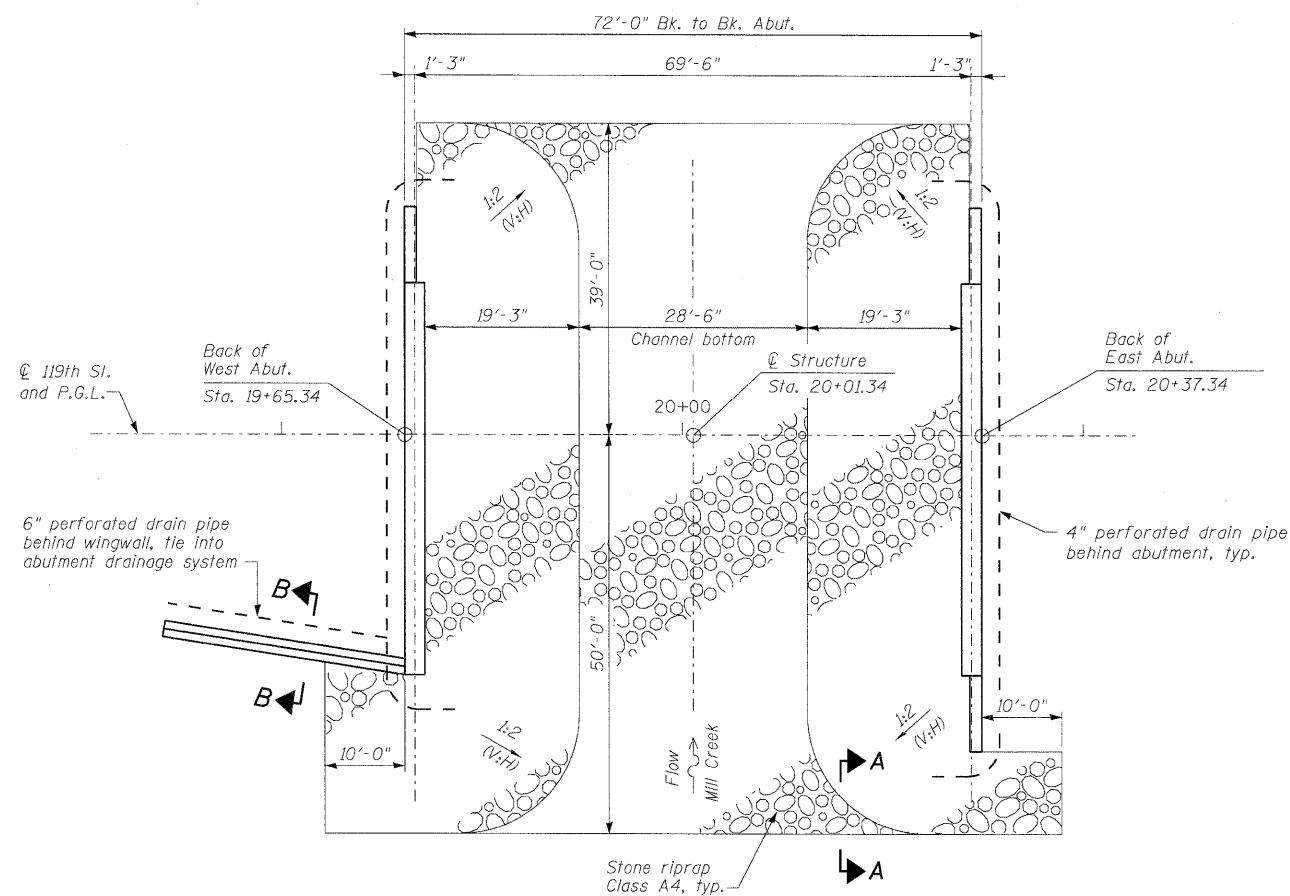 72'-0" Bk. to Bk. Abut.
1'-3"
69'-6"
1'-3"
1:2
(V:H)
1:2
(V:H)
39'-0"
19'-3"
28'-6"
19'-3"
Channel bottom
℄ 119th St.
and P.G.L.
Back of
West Abut.
Sta. 19+65.34
℄ Structure
Sta. 20+01.34
20+00
Back of
East Abut.
Sta. 20+37.34
6" perforated drain pipe
behind wingwall, tie into
abutment drainage system
4" perforated drain pipe
behind abutment, typ.
B
B
50'-0"
10'-0"
1:2
(V:H)
Flow
Mill Creek
1:2
(V:H)
10'-0"
A
A
Stone riprap
Class A4, typ.